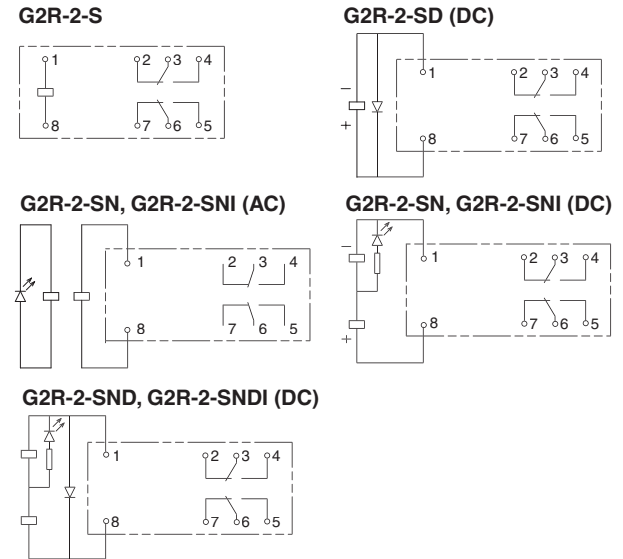 G2R-2-S
1 2 3 4
8 7 6 5
G2R-2-SD (DC)
− 1 2 3 4
+ 8 7 6 5
G2R-2-SN, G2R-2-SNI (AC)
1 2 3 4
8 7 6 5
G2R-2-SN, G2R-2-SNI (DC)
− 1 2 3 4
+ 8 7 6 5
G2R-2-SND, G2R-2-SNDI (DC)
1 2 3 4
8 7 6 5